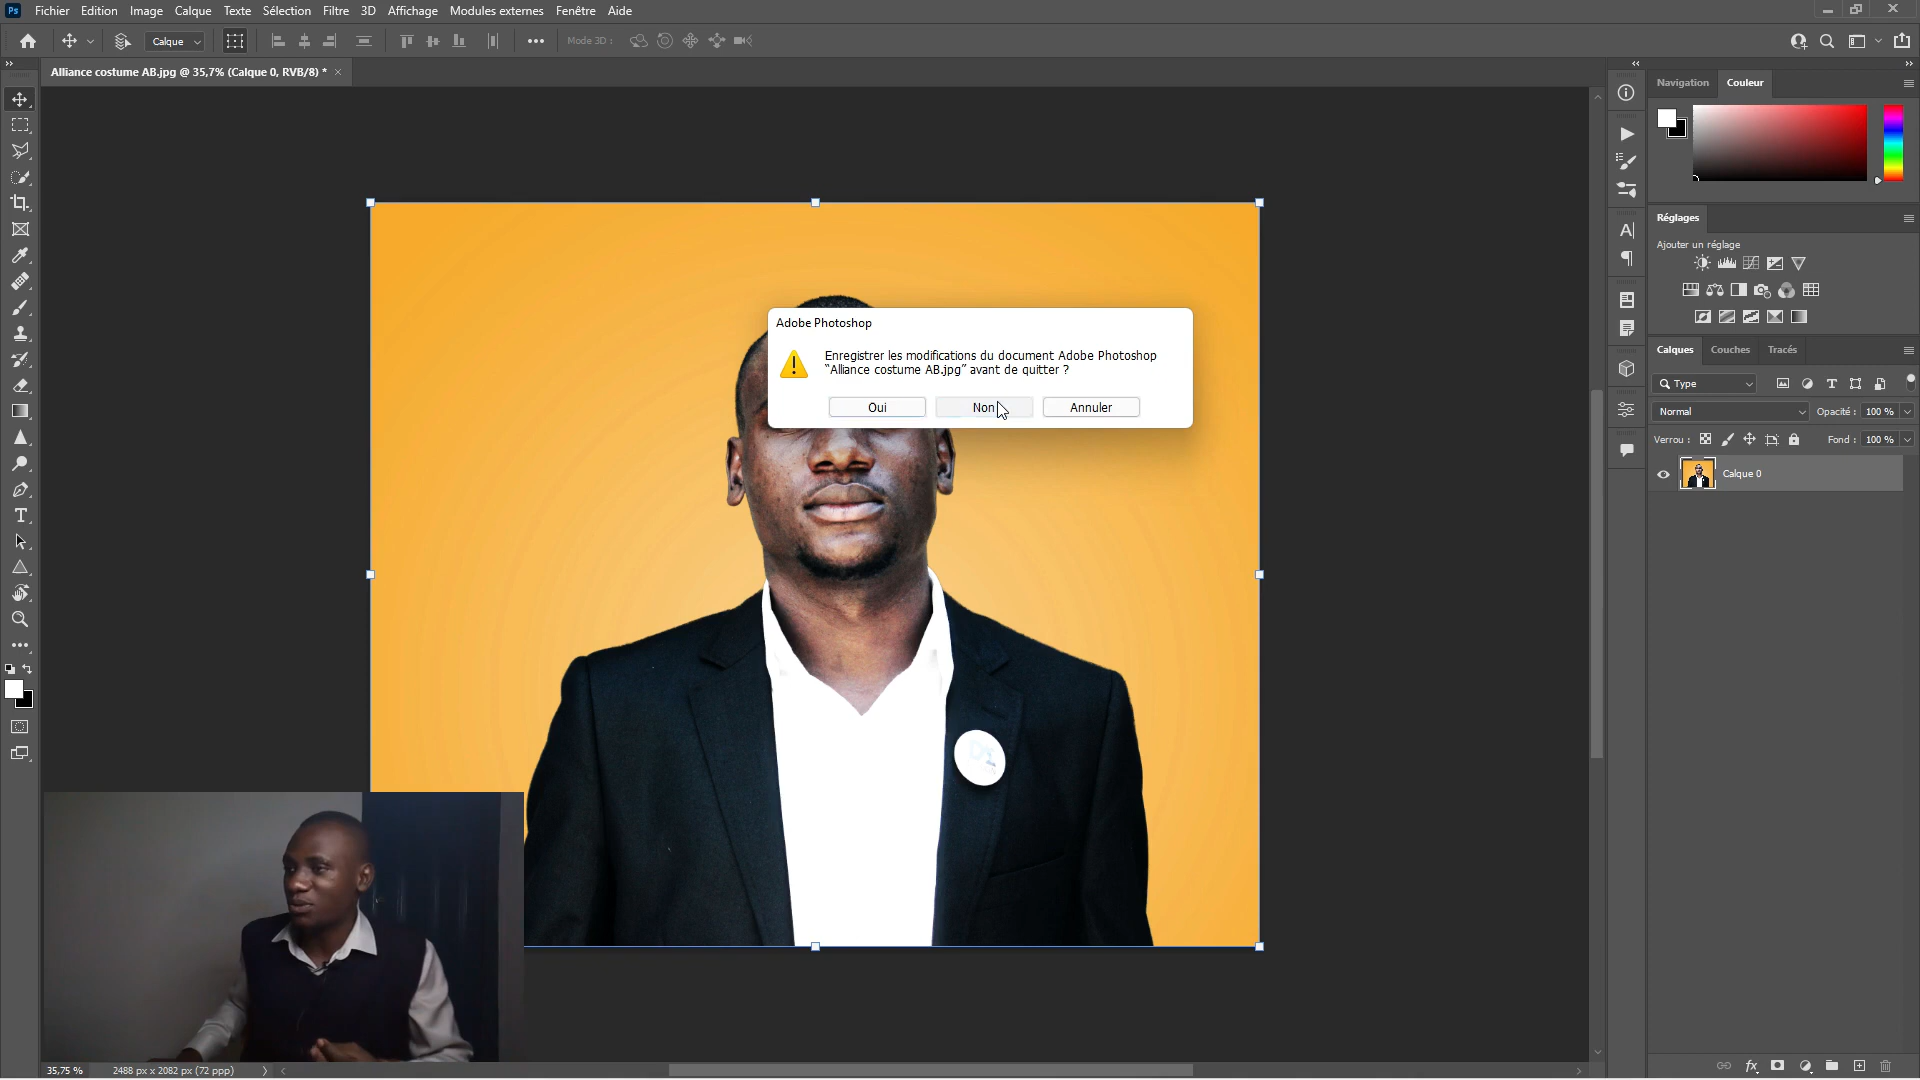 Ps Fichier Edition Image Calque Texte Sélection Filtre 3D Affichage Modules externes Fenêtre Aide
Calque Mode 3D :
Alliance costume AB.jpg @ 35,7% (Calque 0, RVB/8) *
Navigation Couleur
Réglages
Ajouter un réglage
Adobe Photoshop
Enregistrer les modifications du document Adobe Photoshop
“Alliance costume AB.jpg” avant de quitter ?
Oui Non Annuler
Calques Couches Tracés
Type
Normal Opacité : 100 %
Verrou : Fond : 100 %
Calque 0
35,75 % 2488 px x 2082 px (72 ppp)